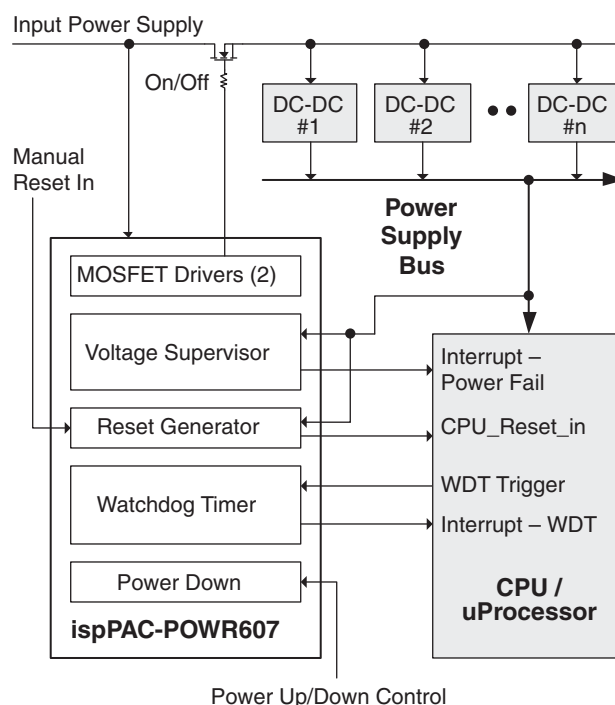 Input Power Supply
On/Off
DC-DC
#1
DC-DC
#2
DC-DC
#n
Manual
Reset In
Power
Supply
Bus
MOSFET Drivers (2)
Voltage Supervisor
Interrupt –
Power Fail
Reset Generator
CPU_Reset_in
Watchdog Timer
WDT Trigger
Interrupt – WDT
Power Down
CPU /
uProcessor
ispPAC-POWR607
Power Up/Down Control